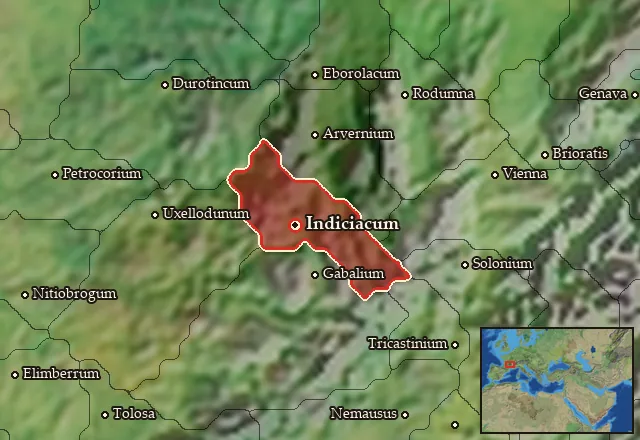 Eborolacum
Durotincum
Rodumna
Genava
Arvernium
Brioratis
Petrocorium
Vienna
Uxellodunum
Indiciacum
Solonium
Gabalium
Nitiobrogum
Tricastinium
Elimberrum
Tolosa
Nemausus